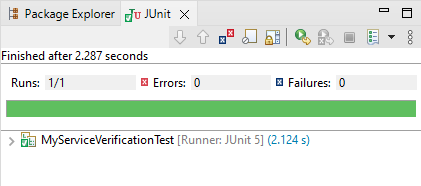 Package Explorer JUnit
Finished after 2.287 seconds
Runs: 1/1 Errors: 0 Failures: 0
MyServiceVerificationTest [Runner: JUnit 5] (2.124 s)